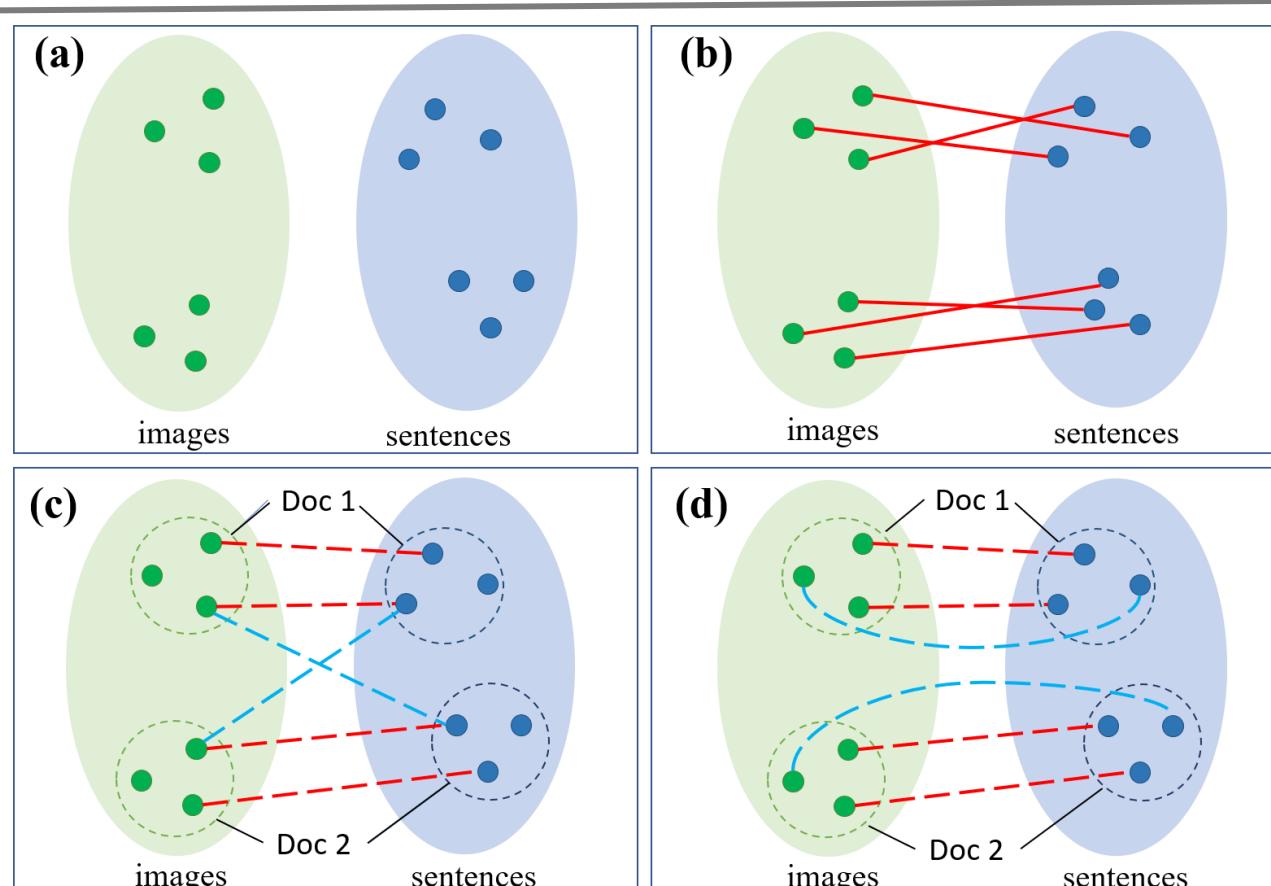 (a)
images
sentences
(b)
images
sentences
(c)
Doc 1
Doc 2
images
sentences
(d)
Doc 1
Doc 2
images
sentences